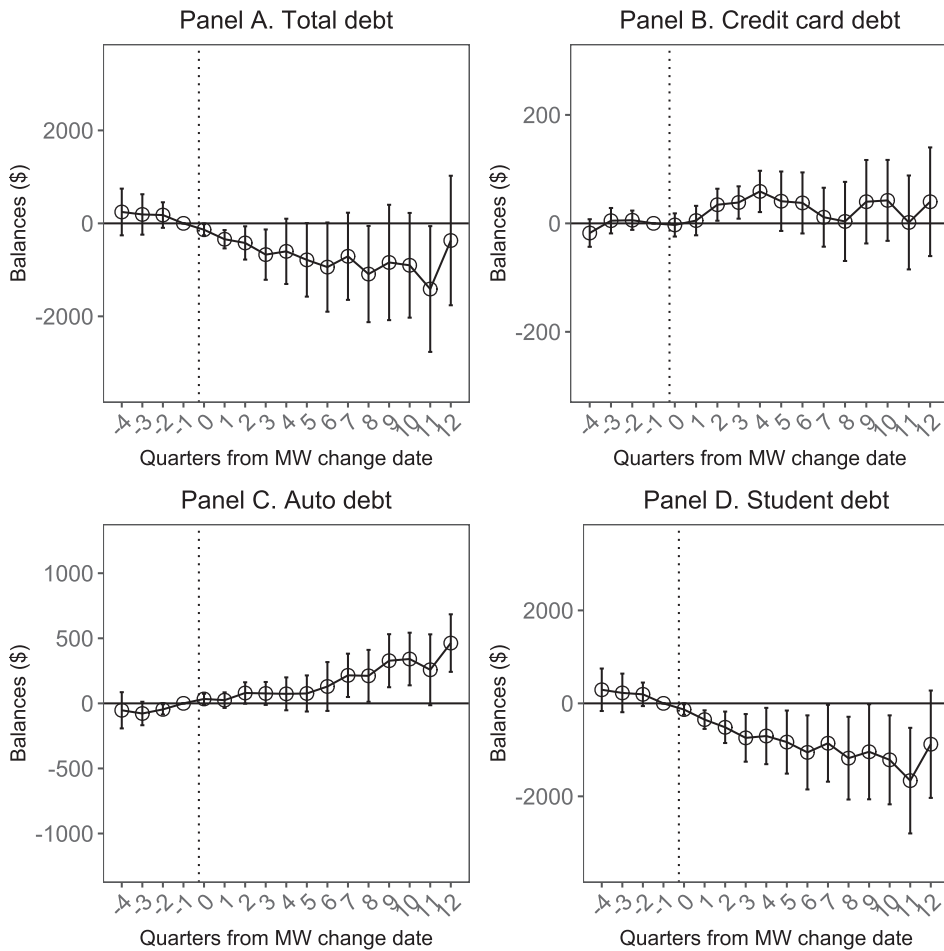 Panel A. Total debt
Balances ($)
2000
0
-2000
-4 -3 -2 -1 0 1 2 3 4 5 6 7 8 9 10 11 12
Quarters from MW change date
Panel B. Credit card debt
Balances ($)
200
0
-200
-4 -3 -2 -1 0 1 2 3 4 5 6 7 8 9 10 11 12
Quarters from MW change date
Panel C. Auto debt
Balances ($)
1000
500
0
-500
-1000
-4 -3 -2 -1 0 1 2 3 4 5 6 7 8 9 10 11 12
Quarters from MW change date
Panel D. Student debt
Balances ($)
2000
0
-2000
-4 -3 -2 -1 0 1 2 3 4 5 6 7 8 9 10 11 12
Quarters from MW change date